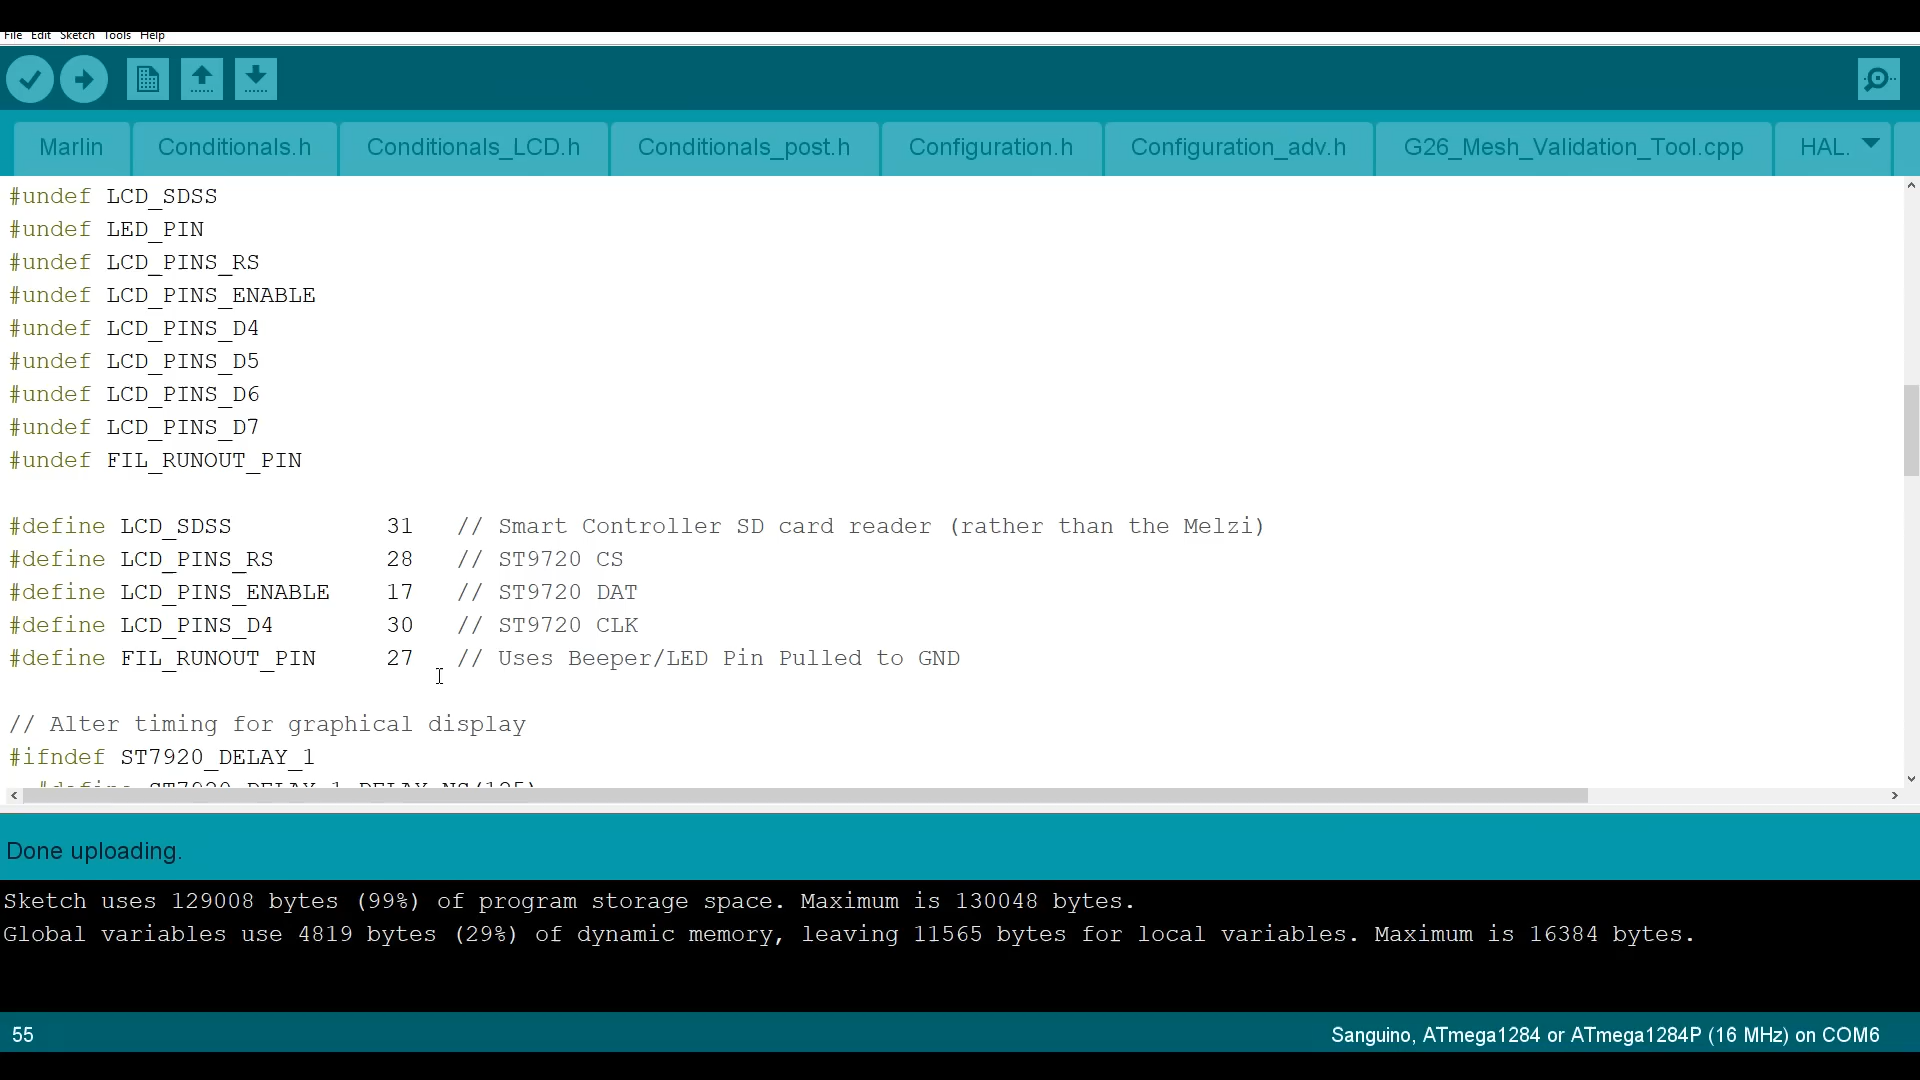 File Edit Sketch Tools Help
Marlin Conditionals.h Conditionals_LCD.h Conditionals_post.h Configuration.h Configuration_adv.h G26_Mesh_Validation_Tool.cpp HAL.
#undef LCD_SDSS
#undef LED_PIN
#undef LCD_PINS_RS
#undef LCD_PINS_ENABLE
#undef LCD_PINS_D4
#undef LCD_PINS_D5
#undef LCD_PINS_D6
#undef LCD_PINS_D7
#undef FIL_RUNOUT_PIN
#define LCD_SDSS 31 // Smart Controller SD card reader (rather than the Melzi)
#define LCD_PINS_RS 28 // ST9720 CS
#define LCD_PINS_ENABLE 17 // ST9720 DAT
#define LCD_PINS_D4 30 // ST9720 CLK
#define FIL_RUNOUT_PIN 27 // Uses Beeper/LED Pin Pulled to GND
// Alter timing for graphical display
#ifndef ST7920_DELAY_1
#define ST7920_DELAY_1 DELAY_NS(125)
Done uploading.
Sketch uses 129008 bytes (99%) of program storage space. Maximum is 130048 bytes.
Global variables use 4819 bytes (29%) of dynamic memory, leaving 11565 bytes for local variables. Maximum is 16384 bytes.
55 Sanguino, ATmega1284 or ATmega1284P (16 MHz) on COM6